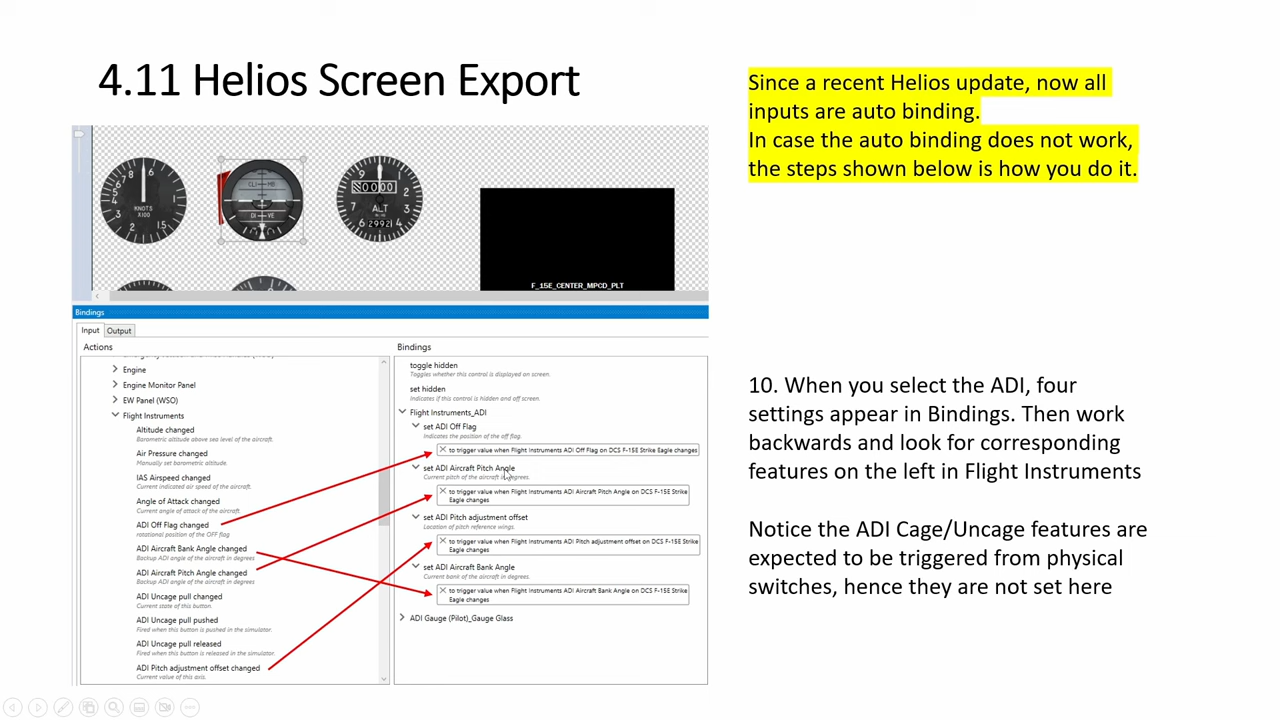 4.11 Helios Screen Export
Since a recent Helios update, now all
inputs are auto binding.
In case the auto binding does not work,
the steps shown below is how you do it.
KNOTS
X100
CLIMB
DIVE
ALT
2992
F_15E_CENTER_MPCD_PLT
Bindings
Input
Output
Actions
Engine
Engine Monitor Panel
EW Panel (WSO)
Flight Instruments
Altitude changed
Barometric altitude above sea level of the aircraft.
Air Pressure changed
Manually set barometric altitude.
IAS Airspeed changed
Current indicated air speed of the aircraft.
Angle of Attack changed
Current angle of attack of the aircraft.
ADI Off Flag changed
rotational position of the OFF flag
ADI Aircraft Bank Angle changed
Backup ADI angle of the aircraft in degrees
ADI Aircraft Pitch Angle changed
Backup ADI angle of the aircraft in degrees
ADI Uncage pull changed
Current state of this button.
ADI Uncage pull pushed
Fired when this button is pushed in the simulator.
ADI Uncage pull released
Fired when this button is released in the simulator.
ADI Pitch adjustment offset changed
Current value of this axis.
Bindings
toggle hidden
Toggles whether this control is displayed on screen.
set hidden
Indicates if this control is hidden and off screen.
Flight Instruments_ADI
set ADI Off Flag
Indicates the position of the off flag.
to trigger value when Flight Instruments ADI Off Flag on DCS F-15E Strike Eagle changes
set ADI Aircraft Pitch Angle
Current pitch of the aircraft in degrees.
to trigger value when Flight Instruments ADI Aircraft Pitch Angle on DCS F-15E Strike
Eagle changes
set ADI Pitch adjustment offset
Location of pitch reference wings.
to trigger value when Flight Instruments ADI Pitch adjustment offset on DCS F-15E Strike
Eagle changes
set ADI Aircraft Bank Angle
Current bank of the aircraft in degrees.
to trigger value when Flight Instruments ADI Aircraft Bank Angle on DCS F-15E Strike
Eagle changes
ADI Gauge (Pilot)_Gauge Glass
10. When you select the ADI, four
settings appear in Bindings. Then work
backwards and look for corresponding
features on the left in Flight Instruments
Notice the ADI Cage/Uncage features are
expected to be triggered from physical
switches, hence they are not set here